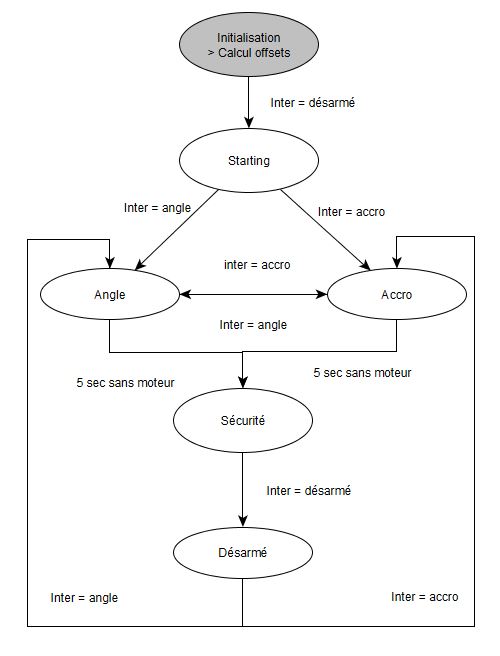 Initialisation
> Calcul offsets
Inter = désarmé
Starting
Inter = angle
Inter = accro
inter = accro
Angle
Accro
Inter = angle
5 sec sans moteur
5 sec sans moteur
Sécurité
Inter = désarmé
Désarmé
Inter = angle
Inter = accro